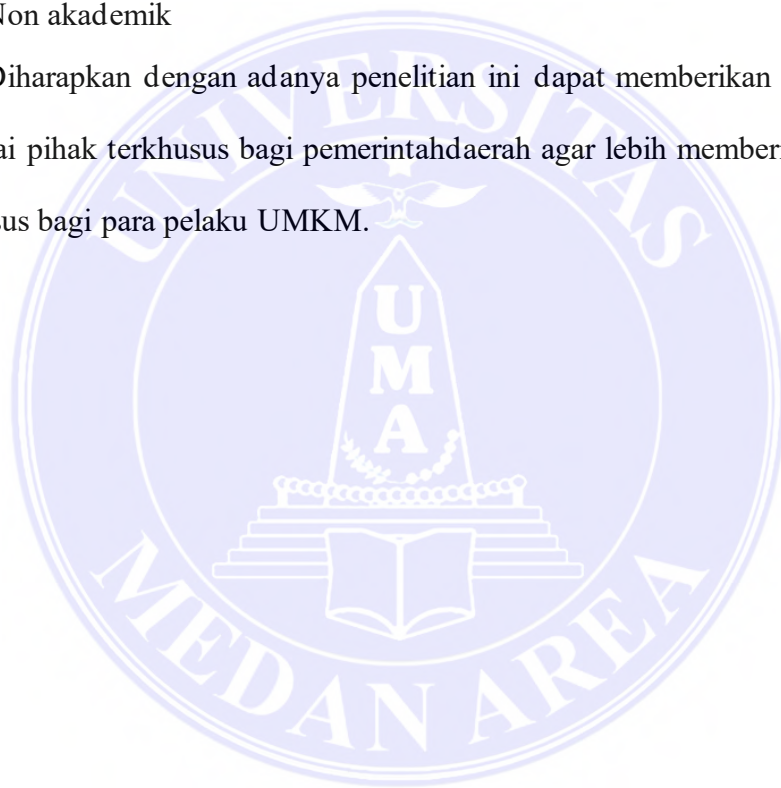 Non akademik
Diharapkan dengan adanya penelitian ini dapat memberikan
ai pihak terkhusus bagi pemerintahdaerah agar lebih member
sus bagi para pelaku UMKM.
UNIVERSITAS
UMA
MEDAN AREA